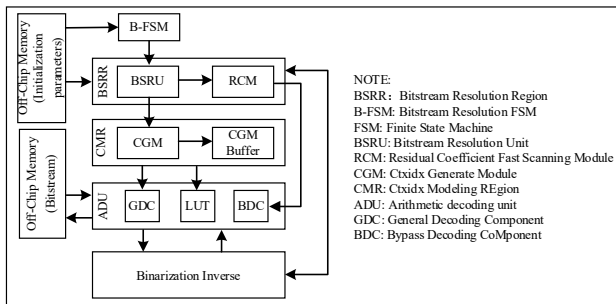 Off-Chip Memory
(Initialization
parameters)
B-FSM
BSRR
BSRU
RCM
CMR
CGM
CGM
Buffer
Off-Chip Memory
(Bitstream)
ADU
GDC
LUT
BDC
Binarization Inverse
NOTE:
BSRR: Bitstream Resolution Region
B-FSM: Bitstream Resolution FSM
FSM: Finite State Machine
BSRU: Bitstream Resolution Unit
RCM: Residual Coefficient Fast Scanning Module
CGM: Ctxidx Generate Module
CMR: Ctxidx Modeling REgion
ADU: Arithmetic decoding unit
GDC: General Decoding Component
BDC: Bypass Decoding CoMponent